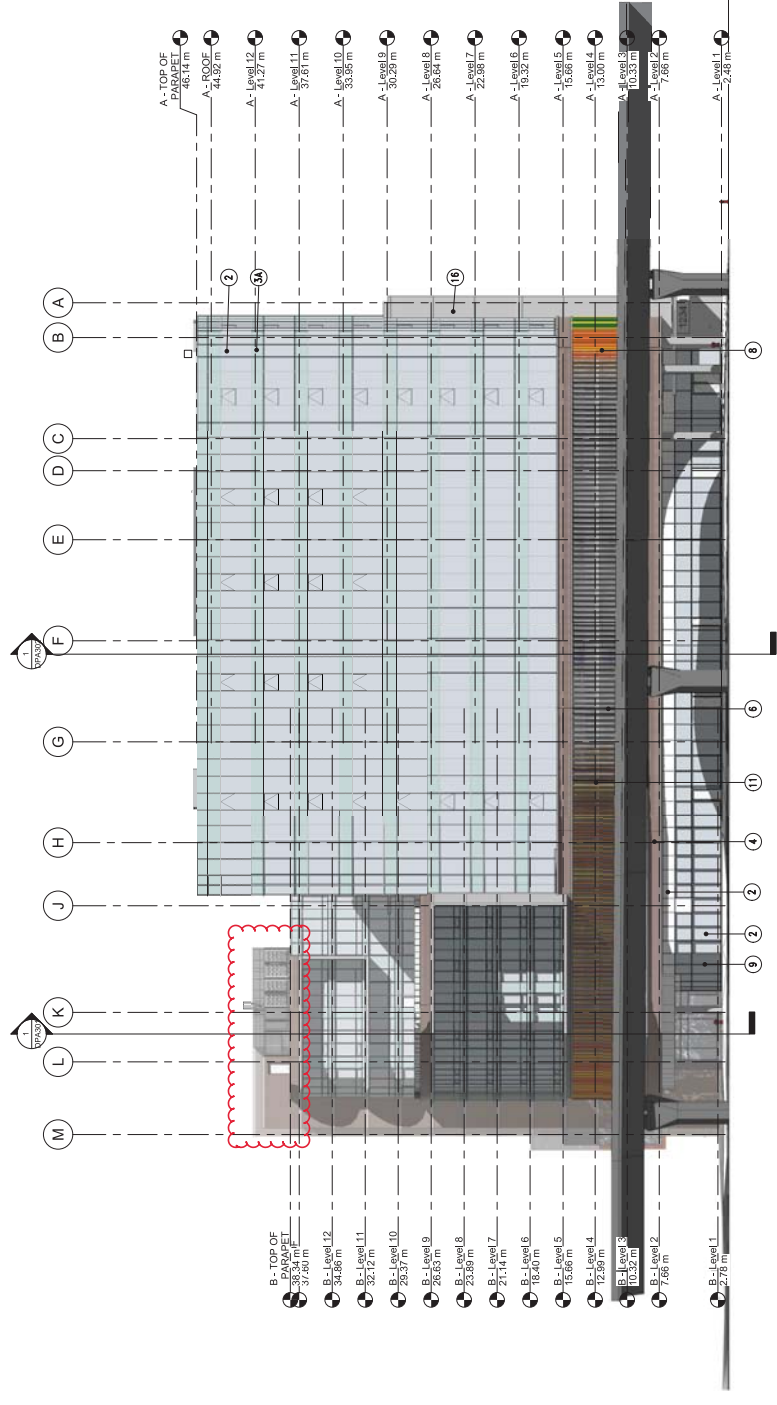 A - TOP OF
PARAPET
46.14 m
A - ROOF
44.92 m
A - Level 12
41.27 m
A - Level 11
37.61 m
A - Level 10
33.95 m
A - Level 9
30.29 m
A - Level 8
26.64 m
A - Level 7
22.98 m
A - Level 6
19.32 m
A - Level 5
15.66 m
A - Level 4
13.00 m
A - Level 3
10.33 m
A - Level 2
7.66 m
A - Level 1
2.48 m
A
B
C
D
E
F
G
H
J
K
L
M
1
1
2
3A
16
8
6
11
4
2
2
9
1234
B - TOP OF
PARAPET
38.34 m
37.60 m
B - Level 12
34.86 m
B - Level 11
32.12 m
B - Level 10
29.37 m
B - Level 9
26.63 m
B - Level 8
23.89 m
B - Level 7
21.14 m
B - Level 6
18.40 m
B - Level 5
15.66 m
B - Level 4
12.99 m
B - Level 3
10.32 m
B - Level 2
7.66 m
B - Level 1
2.78 m